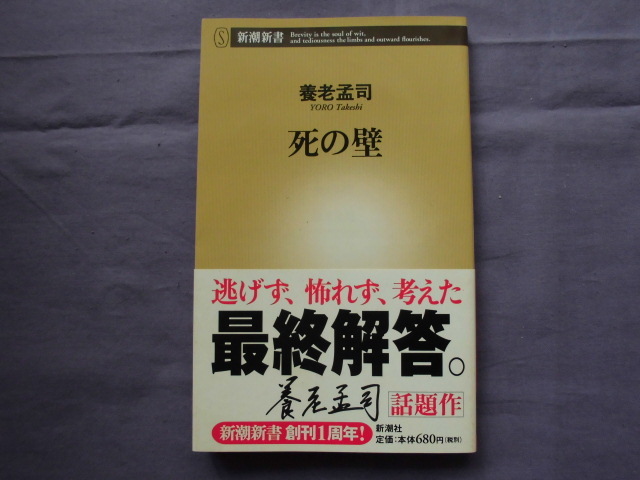 S 新潮新書 Brevity is the soul of wit,
and tediousness the limbs and outward flourishes.
養老孟司
YORO Takeshi
死の壁
逃げず、怖れず、考えた
最終解答。
養老孟司
話題作
新潮新書 創刊1周年!
新潮社
定価:本体680円(税別)